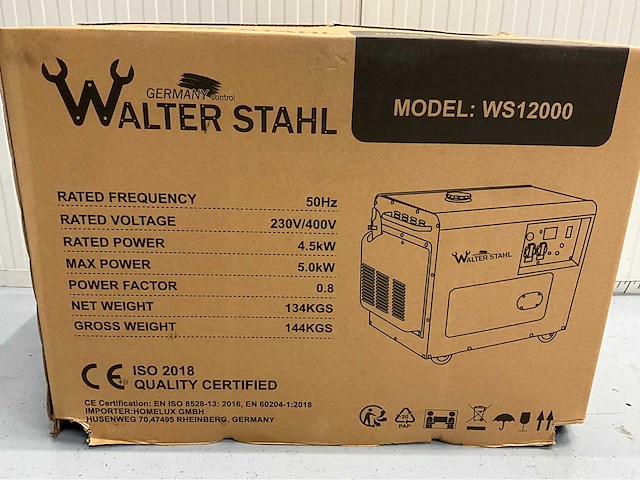 GERMANY control
WALTER STAHL
MODEL: WS12000
RATED FREQUENCY 50Hz
RATED VOLTAGE 230V/400V
RATED POWER 4.5kW
MAX POWER 5.0kW
POWER FACTOR 0.8
NET WEIGHT 134KGS
GROSS WEIGHT 144KGS
WALTER STAHL
CE ISO 2018
QUALITY CERTIFIED
CE Certification: EN ISO 8528-13: 2016, EN 60204-1:2018
IMPORTER:HOMELUX GMBH
HUSENWEG 70,47495 RHEINBERG, GERMANY
20
PAP